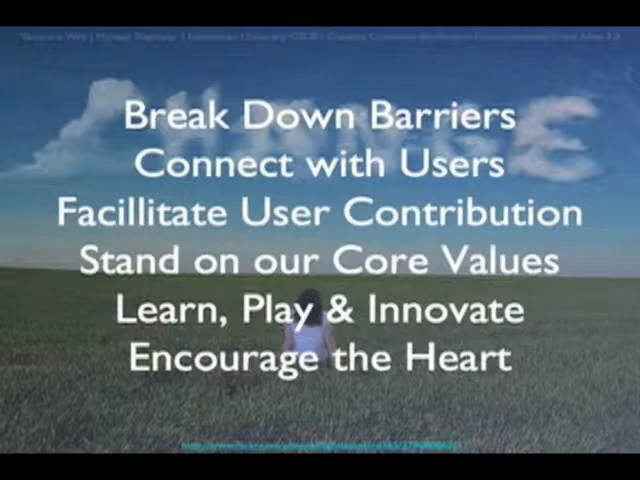 CHANGE
Break Down Barriers
Connect with Users
Facillitate User Contribution
Stand on our Core Values
Learn, Play & Innovate
Encourage the Heart